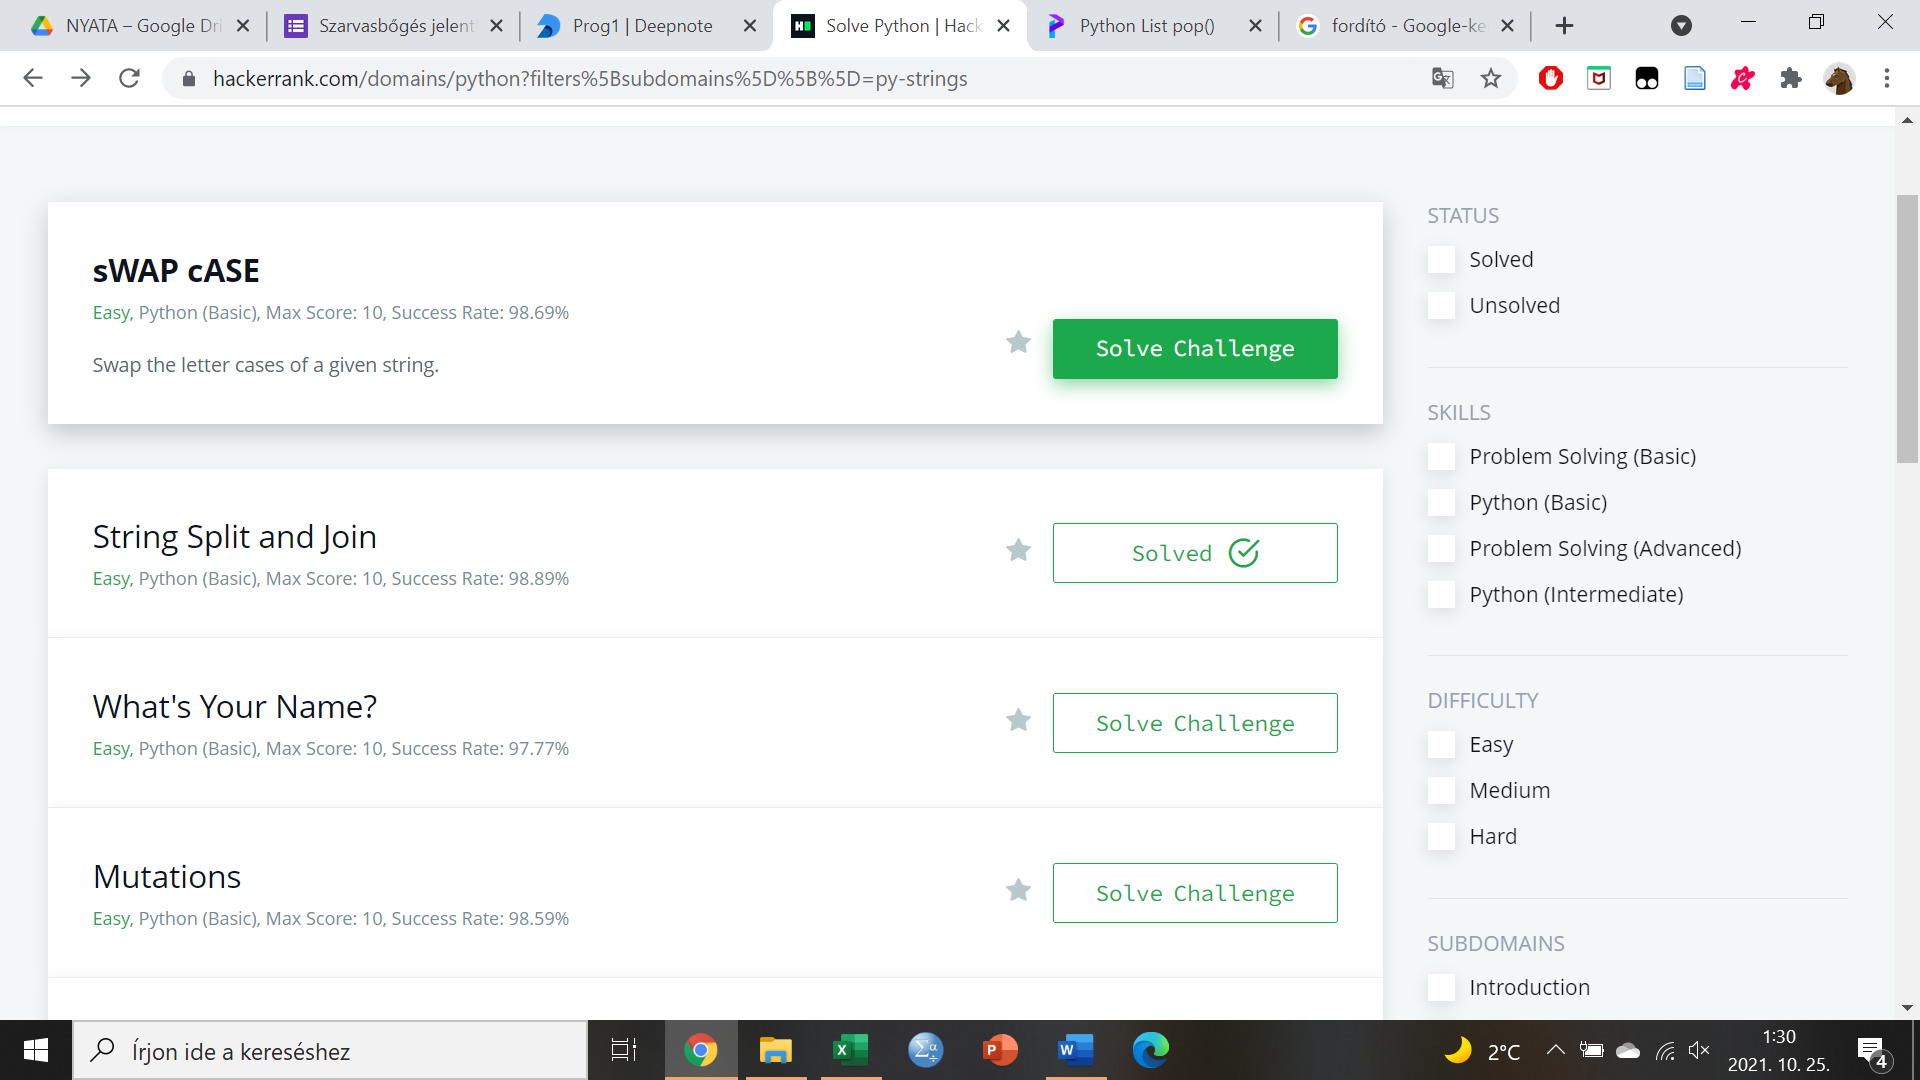 NYATA – Google Dri
Szarvasbőgés jelent
Prog1 | Deepnote
Solve Python | Hack
Python List pop()
fordító - Google-ke
hackerrank.com/domains/python?filters%5Bsubdomains%5D%5B%5D=py-strings
sWAP cASE
Easy, Python (Basic), Max Score: 10, Success Rate: 98.69%
Swap the letter cases of a given string.
Solve Challenge
String Split and Join
Easy, Python (Basic), Max Score: 10, Success Rate: 98.89%
Solved
What's Your Name?
Easy, Python (Basic), Max Score: 10, Success Rate: 97.77%
Solve Challenge
Mutations
Easy, Python (Basic), Max Score: 10, Success Rate: 98.59%
Solve Challenge
STATUS
Solved
Unsolved
SKILLS
Problem Solving (Basic)
Python (Basic)
Problem Solving (Advanced)
Python (Intermediate)
DIFFICULTY
Easy
Medium
Hard
SUBDOMAINS
Introduction
Írjon ide a kereséshez
2°C
1:30
2021. 10. 25.
4